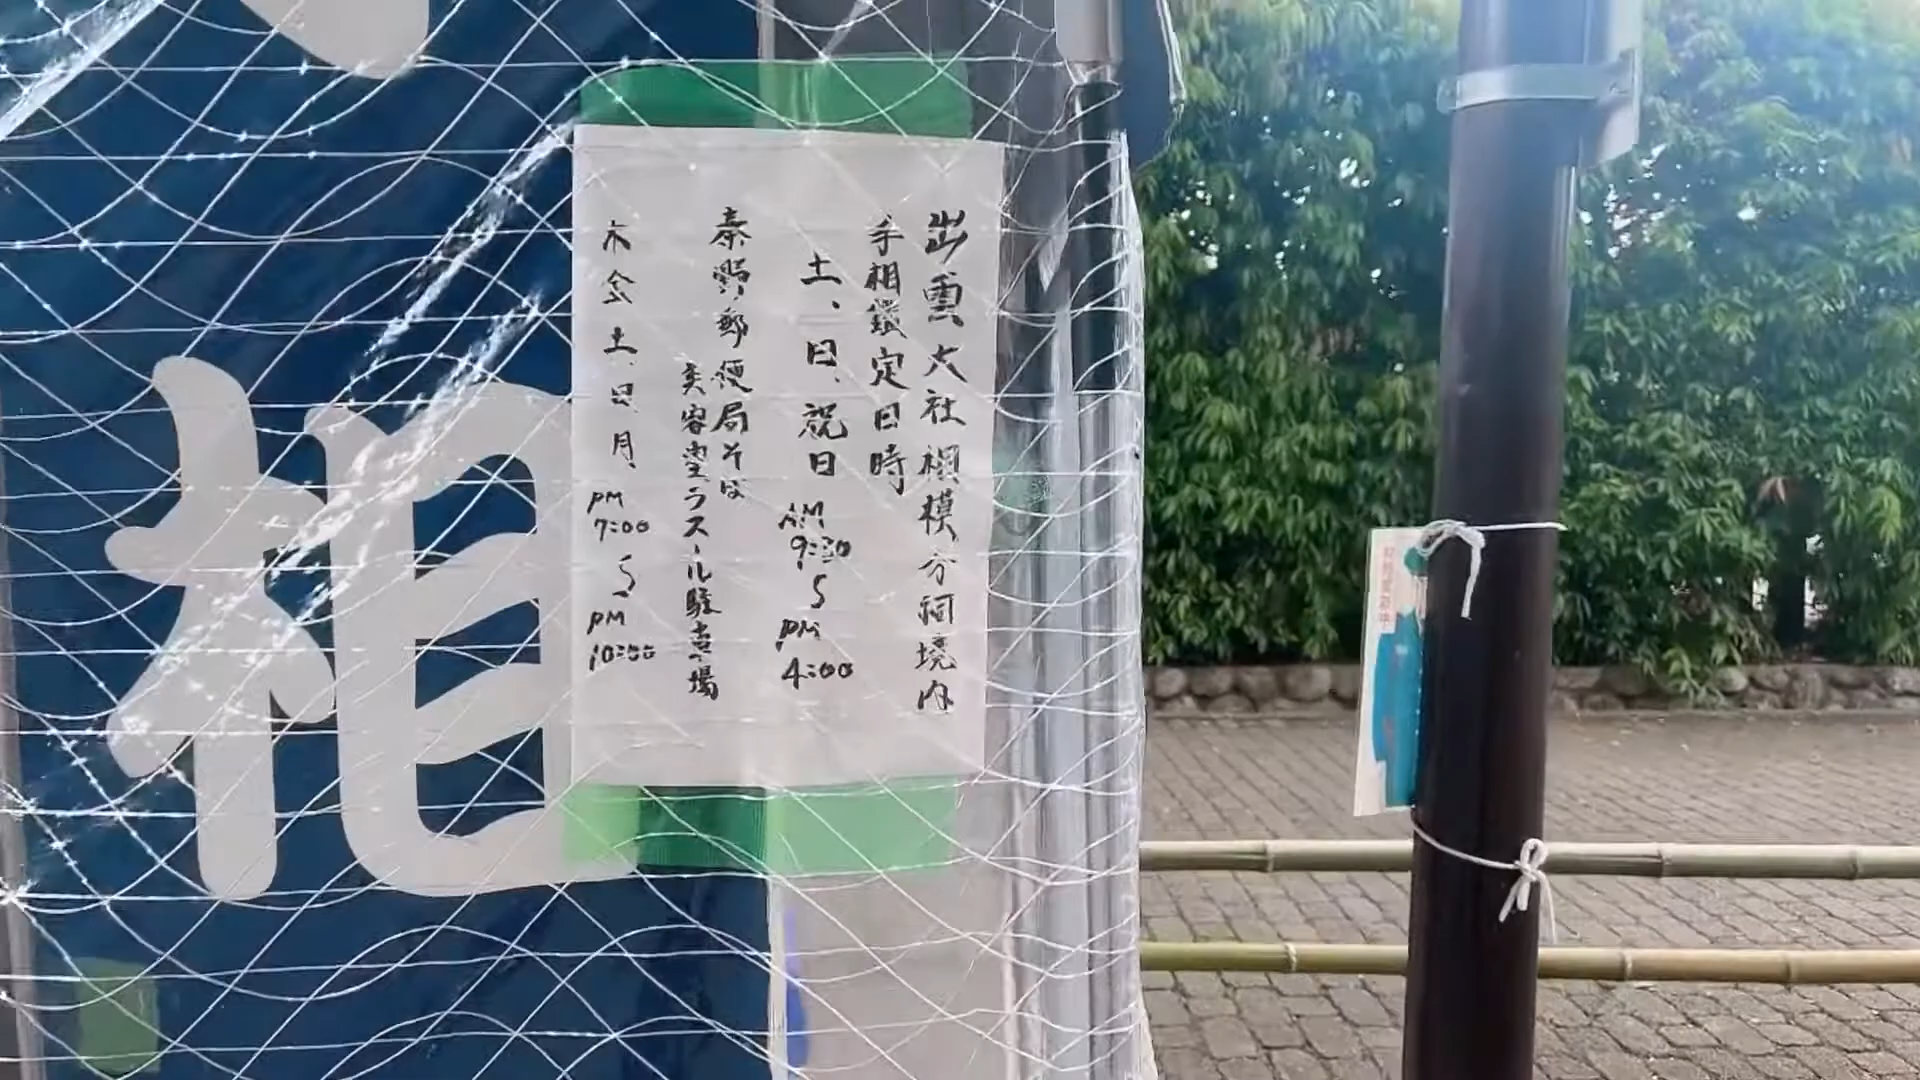 出雲大社相模分祠境内
手相鑑定日時
土、日、祝日 AM 9:30 〜 PM 4:00
秦野郵便局そば
美容室ラスール駐車場
木金土、日、月、PM 7:00 〜 PM 10:00
相